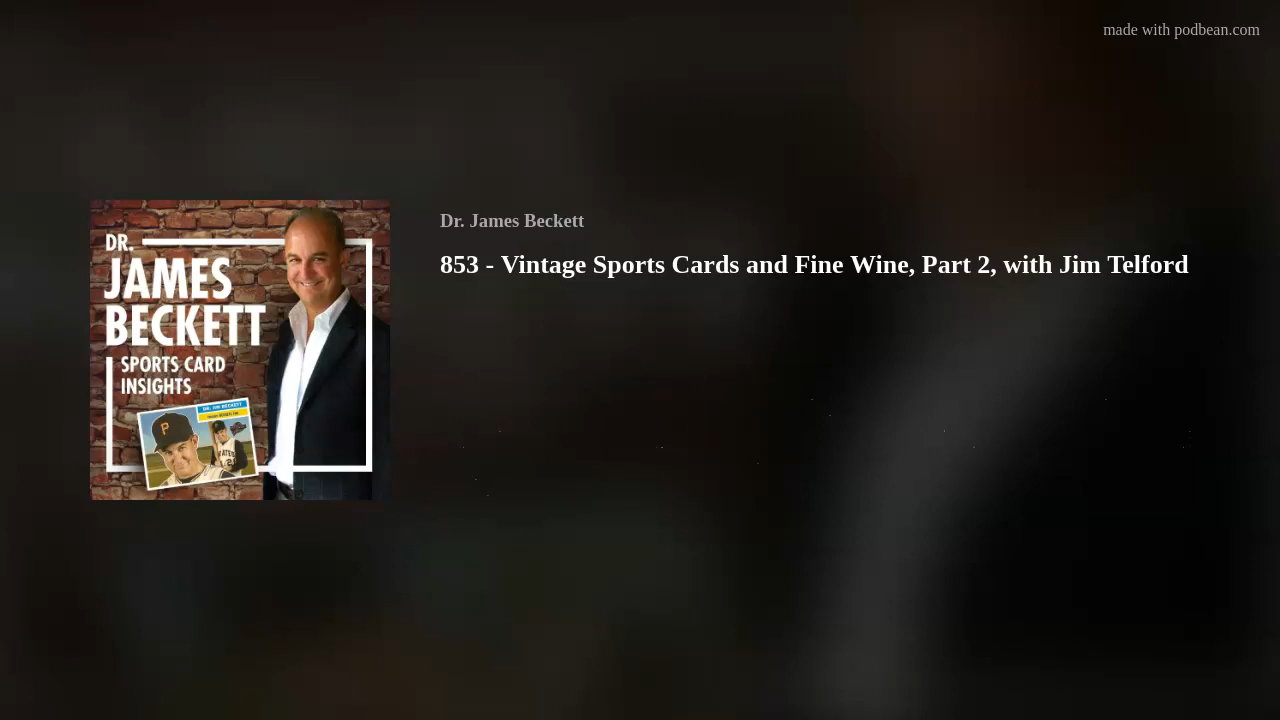 made with podbean.com
Dr. James Beckett
853 - Vintage Sports Cards and Fine Wine, Part 2, with Jim Telford
DR.
JAMES
BECKETT
SPORTS CARD
INSIGHTS
DR. JIM BECKETT
P